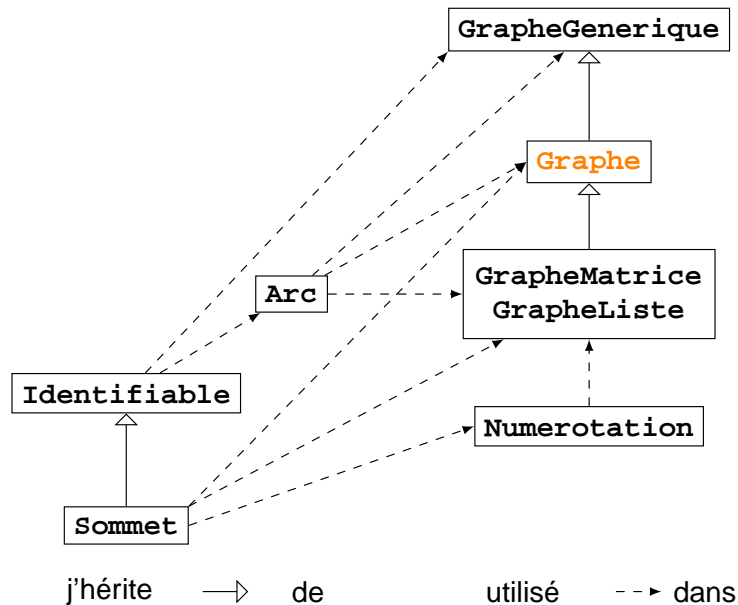 GrapheGenerique
Graphe
GrapheMatrice
GrapheListe
Arc
Identifiable
Numerotation
Sommet
j'hérite de utilisé dans